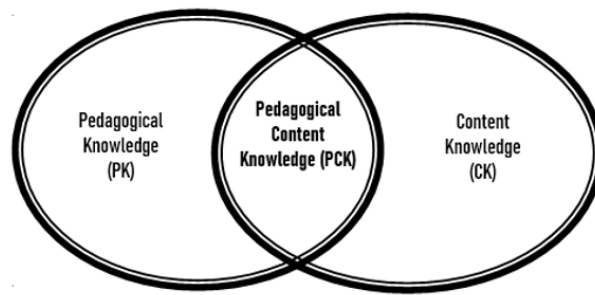 Pedagogical
Knowledge
(PK)
Pedagogical
Content
Knowledge (PCK)
Content
Knowledge
(CK)